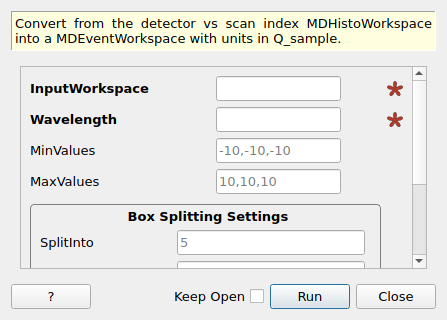 Convert from the detector vs scan index MDHistoWorkspace
into a MDEventWorkspace with units in Q_sample.
InputWorkspace
Wavelength
MinValues -10,-10,-10
MaxValues 10,10,10
Box Splitting Settings
SplitInto 5
? Keep Open Run Close